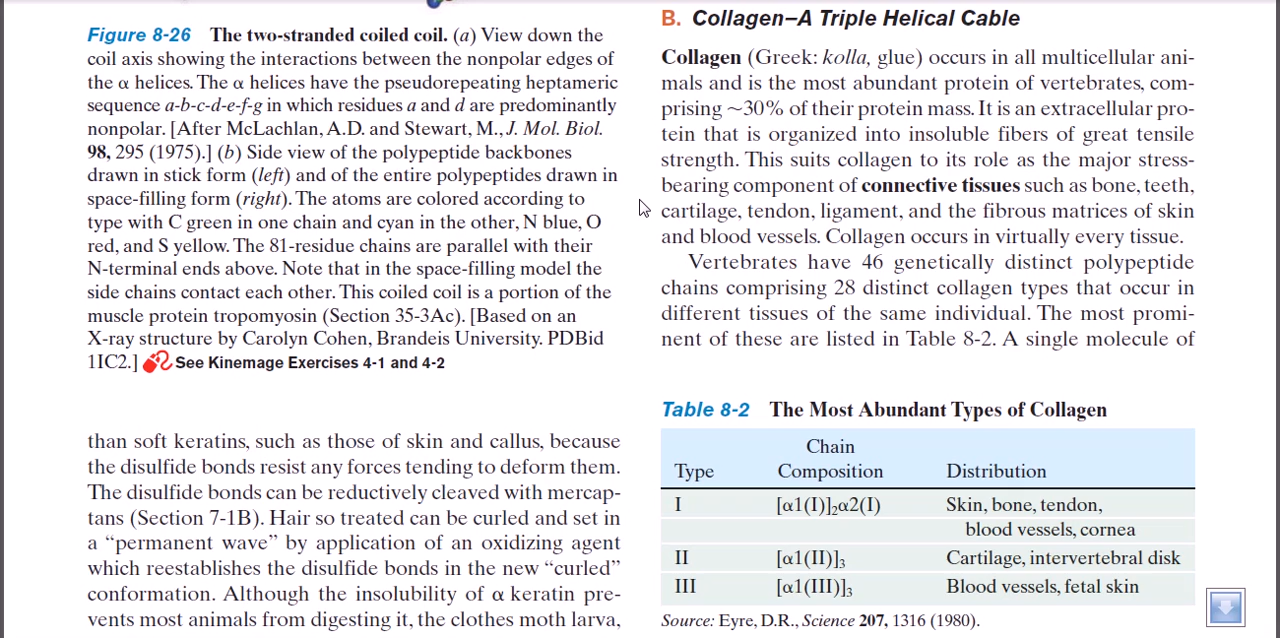 Figure 8-26 The two-stranded coiled coil. (a) View down the
coil axis showing the interactions between the nonpolar edges of
the α helices. The α helices have the pseudorepeating heptameric
sequence a-b-c-d-e-f-g in which residues a and d are predominantly
nonpolar. [After McLachlan, A.D. and Stewart, M., J. Mol. Biol.
98, 295 (1975).] (b) Side view of the polypeptide backbones
drawn in stick form (left) and of the entire polypeptides drawn in
space-filling form (right). The atoms are colored according to
type with C green in one chain and cyan in the other, N blue, O
red, and S yellow. The 81-residue chains are parallel with their
N-terminal ends above. Note that in the space-filling model the
side chains contact each other. This coiled coil is a portion of the
muscle protein tropomyosin (Section 35-3Ac). [Based on an
X-ray structure by Carolyn Cohen, Brandeis University. PDBid
1IC2.] See Kinemage Exercises 4-1 and 4-2
than soft keratins, such as those of skin and callus, because
the disulfide bonds resist any forces tending to deform them.
The disulfide bonds can be reductively cleaved with mercap-
tans (Section 7-1B). Hair so treated can be curled and set in
a “permanent wave” by application of an oxidizing agent
which reestablishes the disulfide bonds in the new “curled”
conformation. Although the insolubility of α keratin pre-
vents most animals from digesting it, the clothes moth larva,
B. Collagen–A Triple Helical Cable
Collagen (Greek: kolla, glue) occurs in all multicellular ani-
mals and is the most abundant protein of vertebrates, com-
prising ~30% of their protein mass. It is an extracellular pro-
tein that is organized into insoluble fibers of great tensile
strength. This suits collagen to its role as the major stress-
bearing component of connective tissues such as bone, teeth,
cartilage, tendon, ligament, and the fibrous matrices of skin
and blood vessels. Collagen occurs in virtually every tissue.
Vertebrates have 46 genetically distinct polypeptide
chains comprising 28 distinct collagen types that occur in
different tissues of the same individual. The most promi-
nent of these are listed in Table 8-2. A single molecule of
Table 8-2 The Most Abundant Types of Collagen
Chain
Type Composition Distribution
I [α1(I)]₂α2(I) Skin, bone, tendon,
blood vessels, cornea
II [α1(II)]₃ Cartilage, intervertebral disk
III [α1(III)]₃ Blood vessels, fetal skin
Source: Eyre, D.R., Science 207, 1316 (1980).